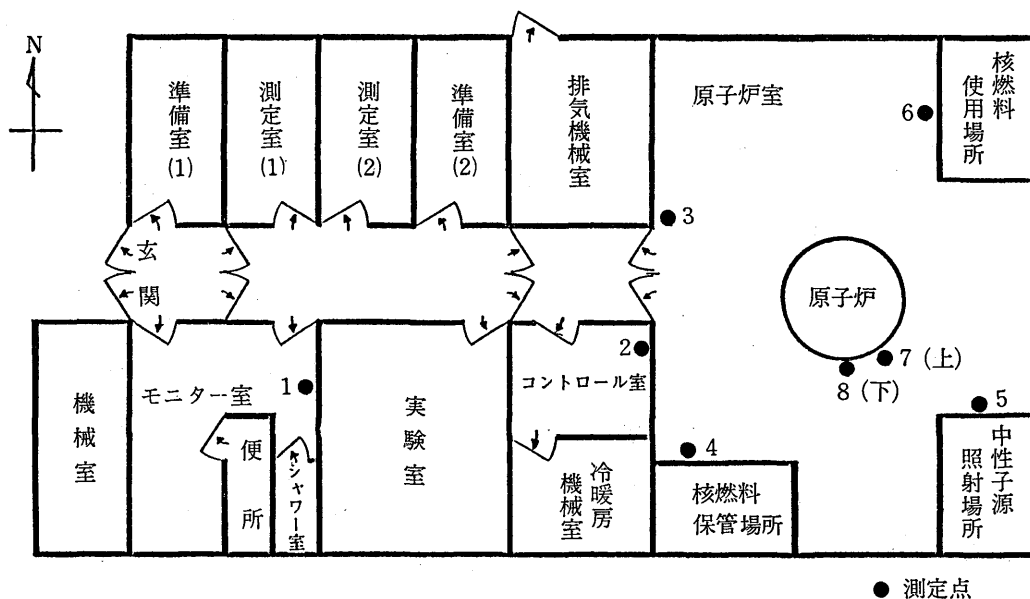 N
準備室(1)
測定室(1)
測定室(2)
準備室(2)
排気機械室
原子炉室
6
核燃料
使用場所
3
玄
関
原子炉
7 (上)
8 (下)
機械室
モニター室
1
便所
シャワー室
実験室
2
コントロール室
冷暖房
機械室
4
核燃料
保管場所
5
中性子源
照射場所
測定点